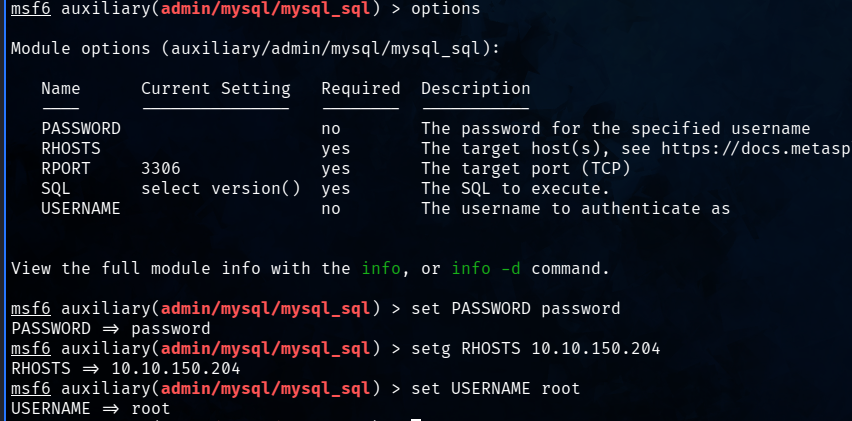 msf6 auxiliary(admin/mysql/mysql_sql) > options
Module options (auxiliary/admin/mysql/mysql_sql):
Name Current Setting Required Description
---- --------------- -------- -----------
PASSWORD no The password for the specified username
RHOSTS yes The target host(s), see https://docs.metasp
RPORT 3306 yes The target port (TCP)
SQL select version() yes The SQL to execute.
USERNAME no The username to authenticate as
View the full module info with the info, or info -d command.
msf6 auxiliary(admin/mysql/mysql_sql) > set PASSWORD password
PASSWORD => password
msf6 auxiliary(admin/mysql/mysql_sql) > setg RHOSTS 10.10.150.204
RHOSTS => 10.10.150.204
msf6 auxiliary(admin/mysql/mysql_sql) > set USERNAME root
USERNAME => root